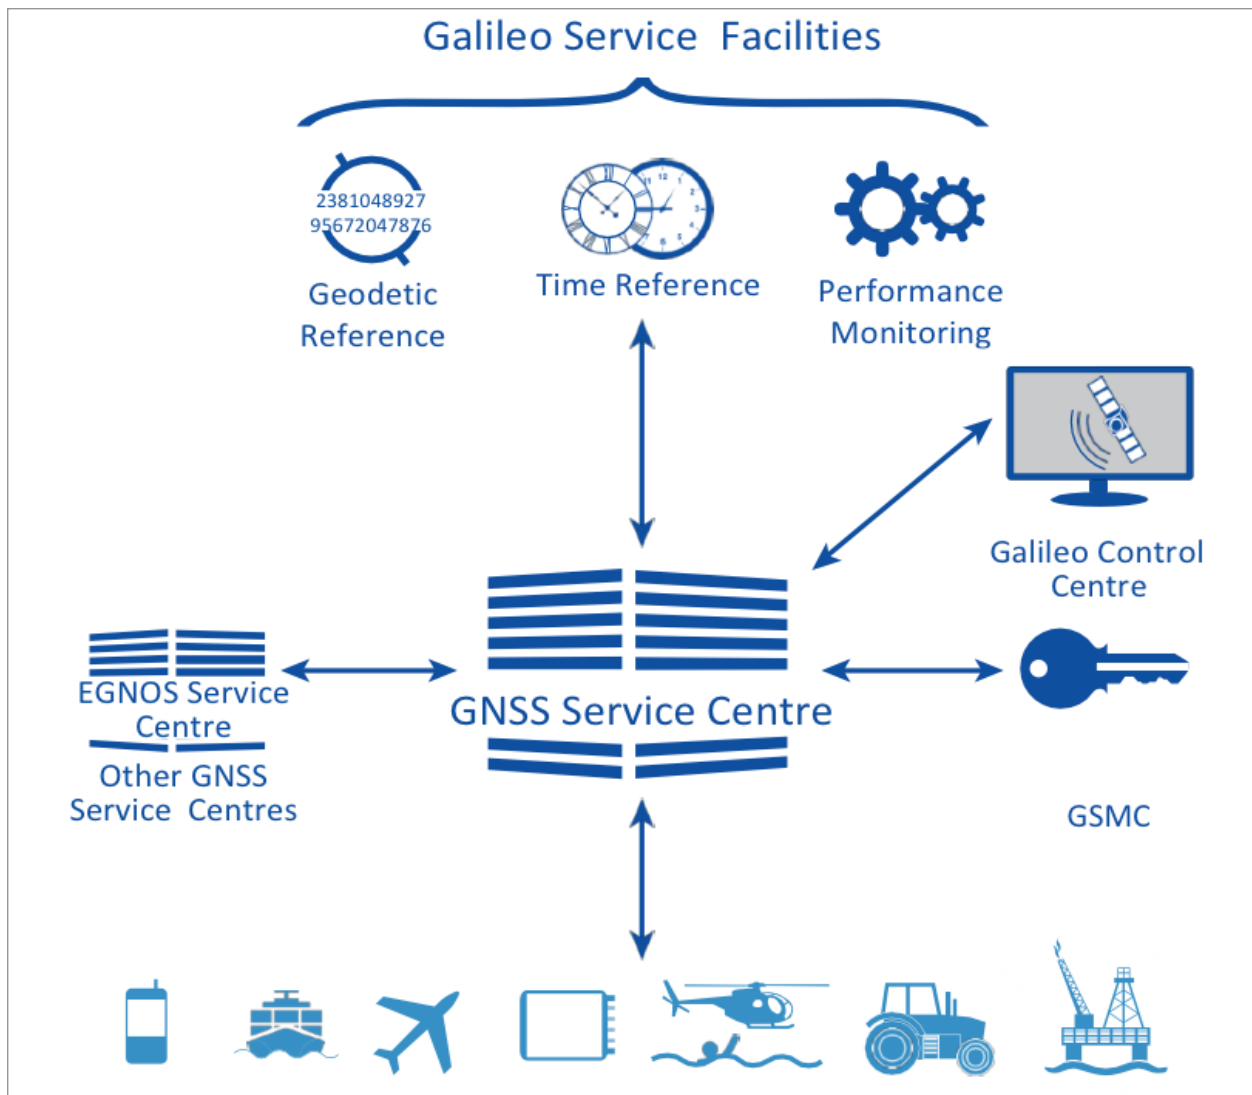 Galileo Service Facilities
2381048927
95672047876
Geodetic
Reference
Time Reference
Performance
Monitoring
Galileo Control
Centre
EGNOS Service
Centre
Other GNSS
Service Centres
GNSS Service Centre
GSMC